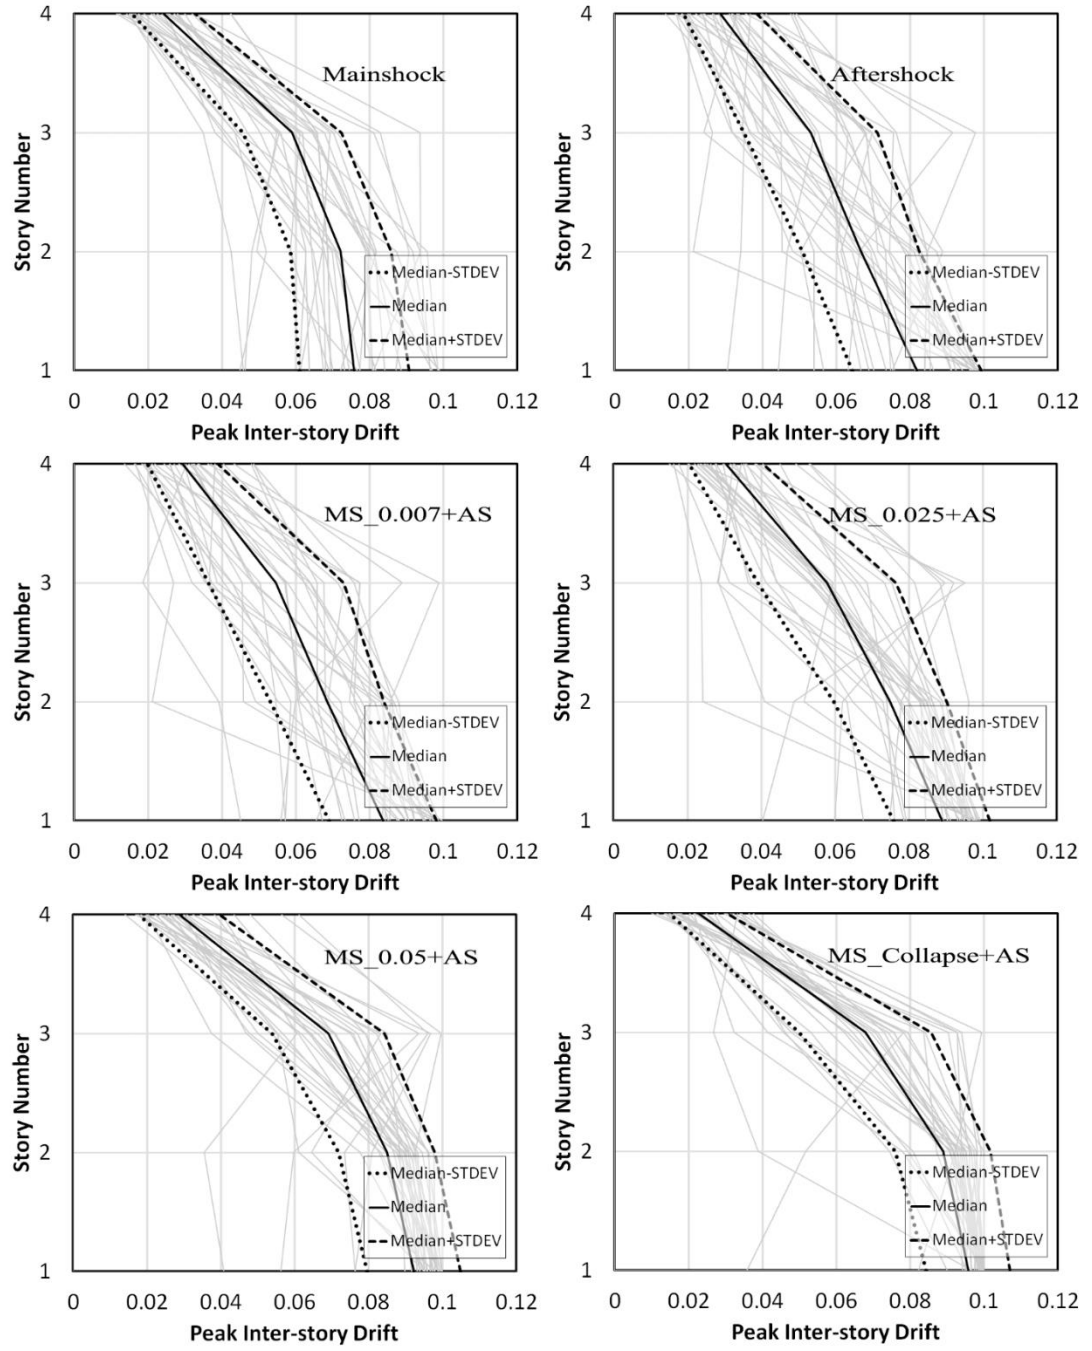 4
3
2
1
Story Number
Mainshock
Median-STDEV
Median
Median+STDEV
0 0.02 0.04 0.06 0.08 0.1 0.12
Peak Inter-story Drift
4
3
2
1
Story Number
Aftershock
Median-STDEV
Median
Median+STDEV
0 0.02 0.04 0.06 0.08 0.1 0.12
Peak Inter-story Drift
4
3
2
1
Story Number
MS_0.007+AS
Median-STDEV
Median
Median+STDEV
0 0.02 0.04 0.06 0.08 0.1 0.12
Peak Inter-story Drift
4
3
2
1
Story Number
MS_0.025+AS
Median-STDEV
Median
Median+STDEV
0 0.02 0.04 0.06 0.08 0.1 0.12
Peak Inter-story Drift
4
3
2
1
Story Number
MS_0.05+AS
Median-STDEV
Median
Median+STDEV
0 0.02 0.04 0.06 0.08 0.1 0.12
Peak Inter-story Drift
4
3
2
1
Story Number
MS_Collapse+AS
Median-STDEV
Median
Median+STDEV
0 0.02 0.04 0.06 0.08 0.1 0.12
Peak Inter-story Drift